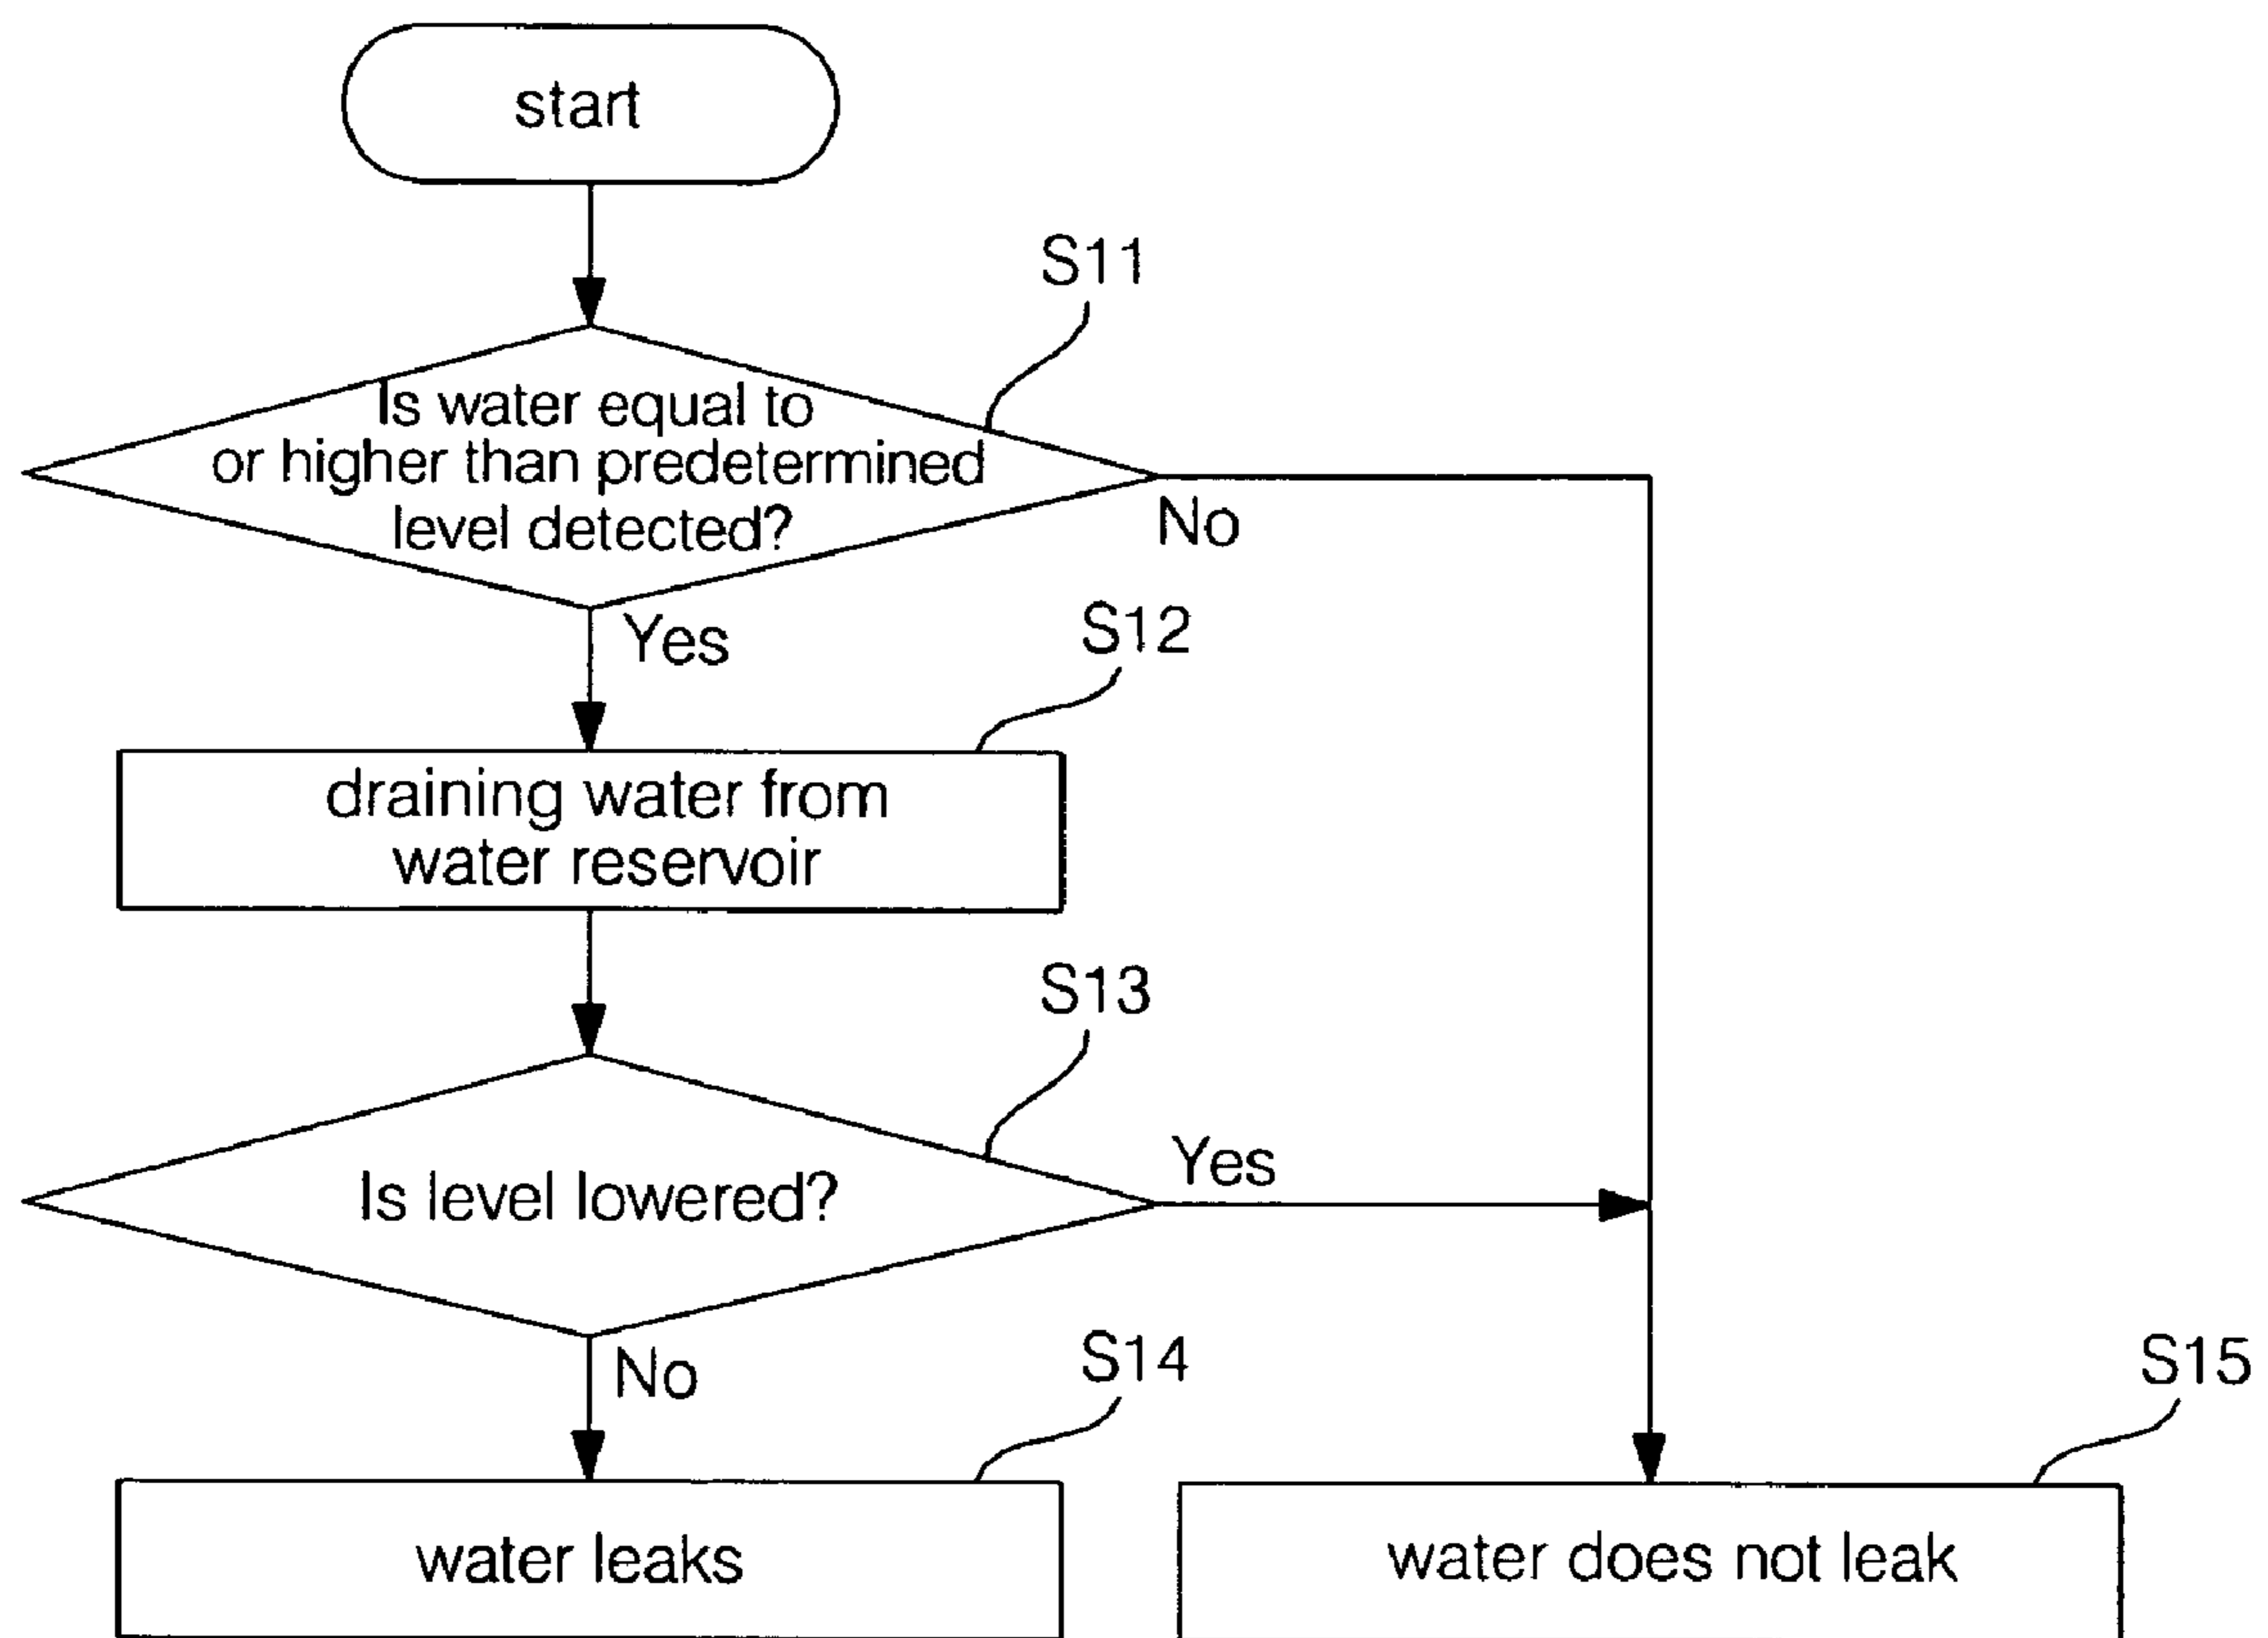 start
S11
Is water equal to
or higher than predetermined
level detected?
No
Yes
S12
draining water from
water reservoir
S13
Is level lowered?
Yes
No
S14
water leaks
S15
water does not leak